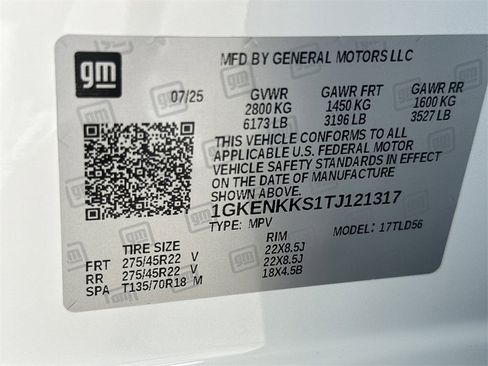 gm
MFD BY GENERAL MOTORS LLC
07/25 GVWR GAWR FRT GAWR RR
2800 KG 1450 KG 1600 KG
6173 LB 3196 LB 3527 LB
THIS VEHICLE CONFORMS TO ALL
APPLICABLE U.S. FEDERAL MOTOR
VEHICLE SAFETY STANDARDS IN EFFECT
ON THE DATE OF MANUFACTURE
SHOWN ABOVE.
1GKENKKS1TJ121317
TYPE: MPV MODEL: 17TLD56
TIRE SIZE RIM
FRT 275/45R22 V 22X8.5J
RR 275/45R22 V 22X8.5J
SPA T135/70R18 M 18X4.5B